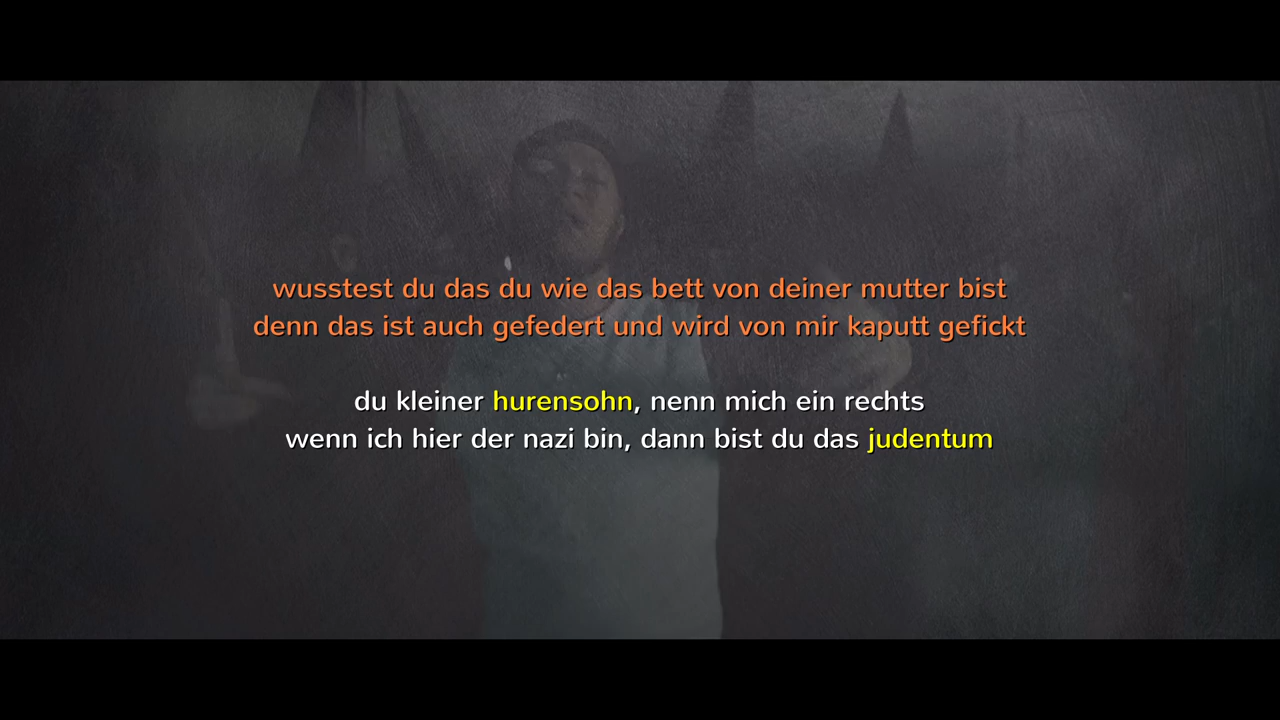 wusstest du das du wie das bett von deiner mutter bist
denn das ist auch gefedert und wird von mir kaputt gefickt
du kleiner hurensohn, nenn mich ein rechts
wenn ich hier der nazi bin, dann bist du das judentum